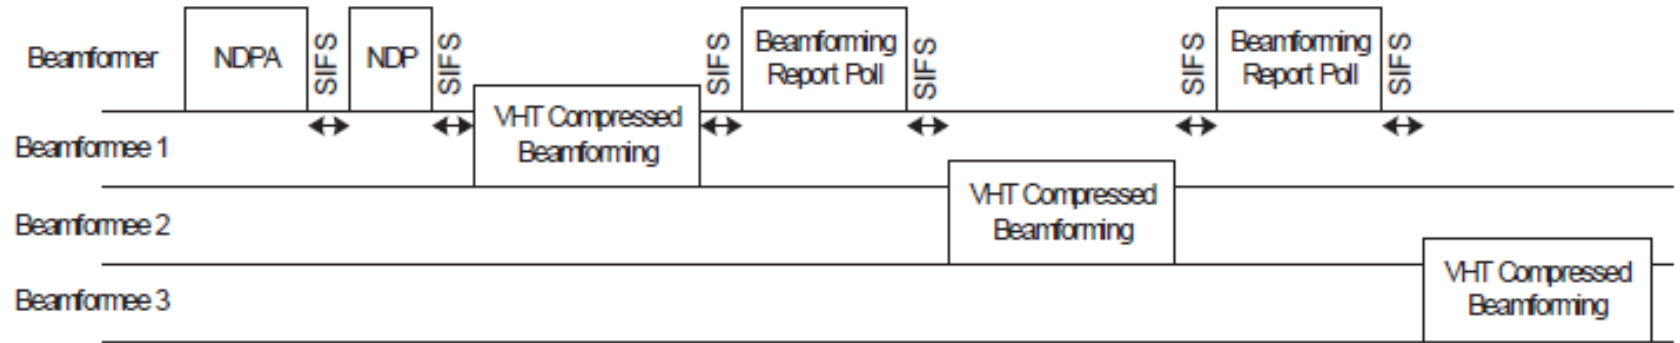 Beamformer
NDPA
SIFS
NDP
SIFS
SIFS
Beamforming
Report Poll
SIFS
SIFS
Beamforming
Report Poll
SIFS
Beamformee 1
VHT Compressed
Beamforming
Beamformee 2
VHT Compressed
Beamforming
Beamformee 3
VHT Compressed
Beamforming